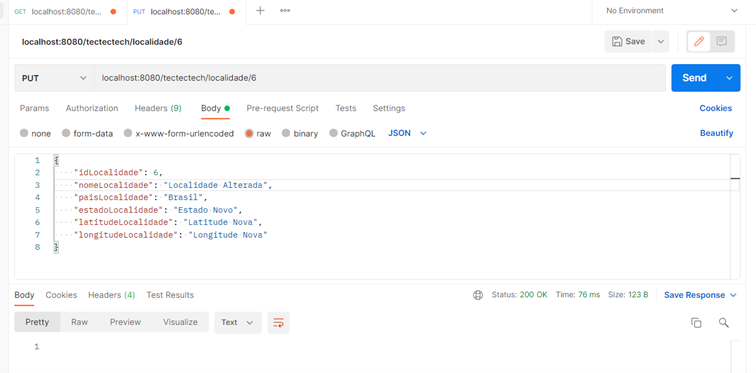 GET localhost:8080/te... PUT localhost:8080/te... No Environment
localhost:8080/tectectech/localidade/6 Save
PUT localhost:8080/tectectech/localidade/6 Send
Params Authorization Headers (9) Body Pre-request Script Tests Settings Cookies
none form-data x-www-form-urlencoded raw binary GraphQL JSON Beautify
1 {
2 "idLocalidade": 6,
3 "nomeLocalidade": "Localidade Alterada",
4 "paisLocalidade": "Brasil",
5 "estadoLocalidade": "Estado Novo",
6 "latitudeLocalidade": "Latitude Nova",
7 "longitudeLocalidade": "Longitude Nova"
8 }
Body Cookies Headers (4) Test Results Status: 200 OK Time: 76 ms Size: 123 B Save Response
Pretty Raw Preview Visualize Text
1